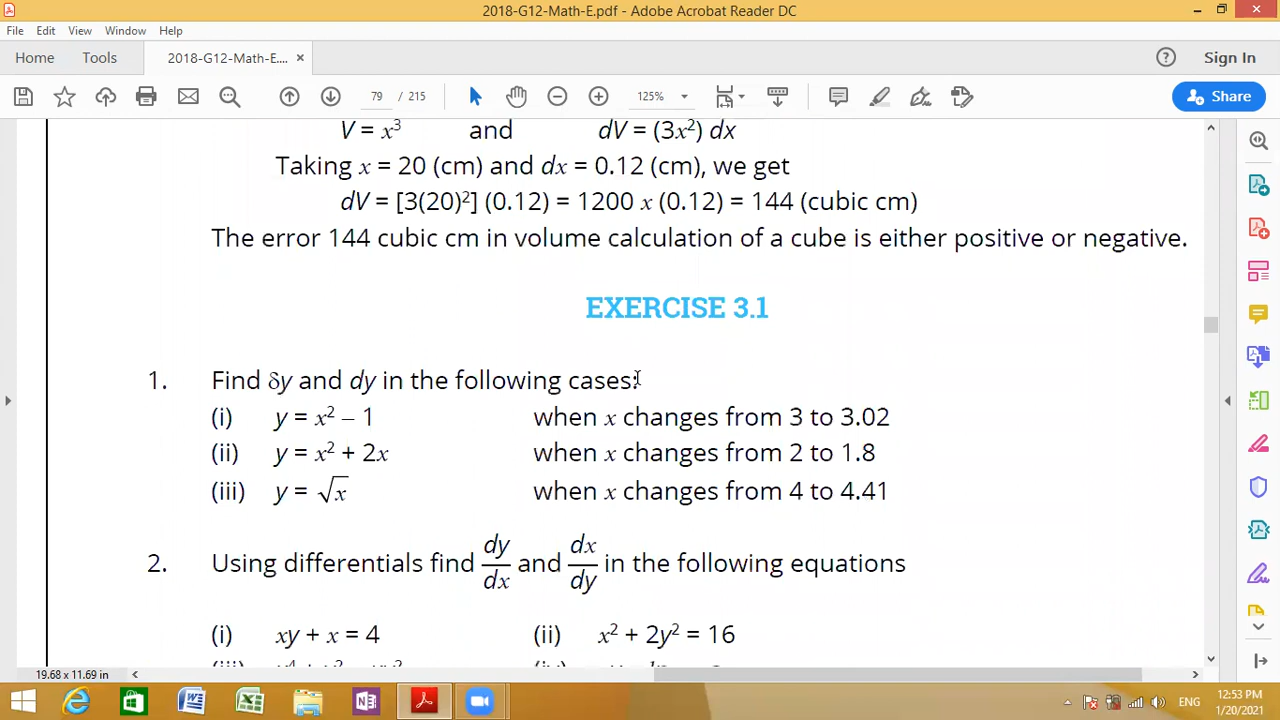 2018-G12-Math-E.pdf - Adobe Acrobat Reader DC
File Edit View Window Help
Home Tools 2018-G12-Math-E.... × Sign In
79 / 215 125% Share
V = x³ and dV = (3x²) dx
Taking x = 20 (cm) and dx = 0.12 (cm), we get
dV = [3(20)²] (0.12) = 1200 x (0.12) = 144 (cubic cm)
The error 144 cubic cm in volume calculation of a cube is either positive or negative.
EXERCISE 3.1
1. Find δy and dy in the following cases:
(i) y = x² – 1 when x changes from 3 to 3.02
(ii) y = x² + 2x when x changes from 2 to 1.8
(iii) y = √x when x changes from 4 to 4.41
2. Using differentials find dy/dx and dx/dy in the following equations
(i) xy + x = 4 (ii) x² + 2y² = 16
19.68 x 11.69 in
ENG 12:53 PM
1/20/2021